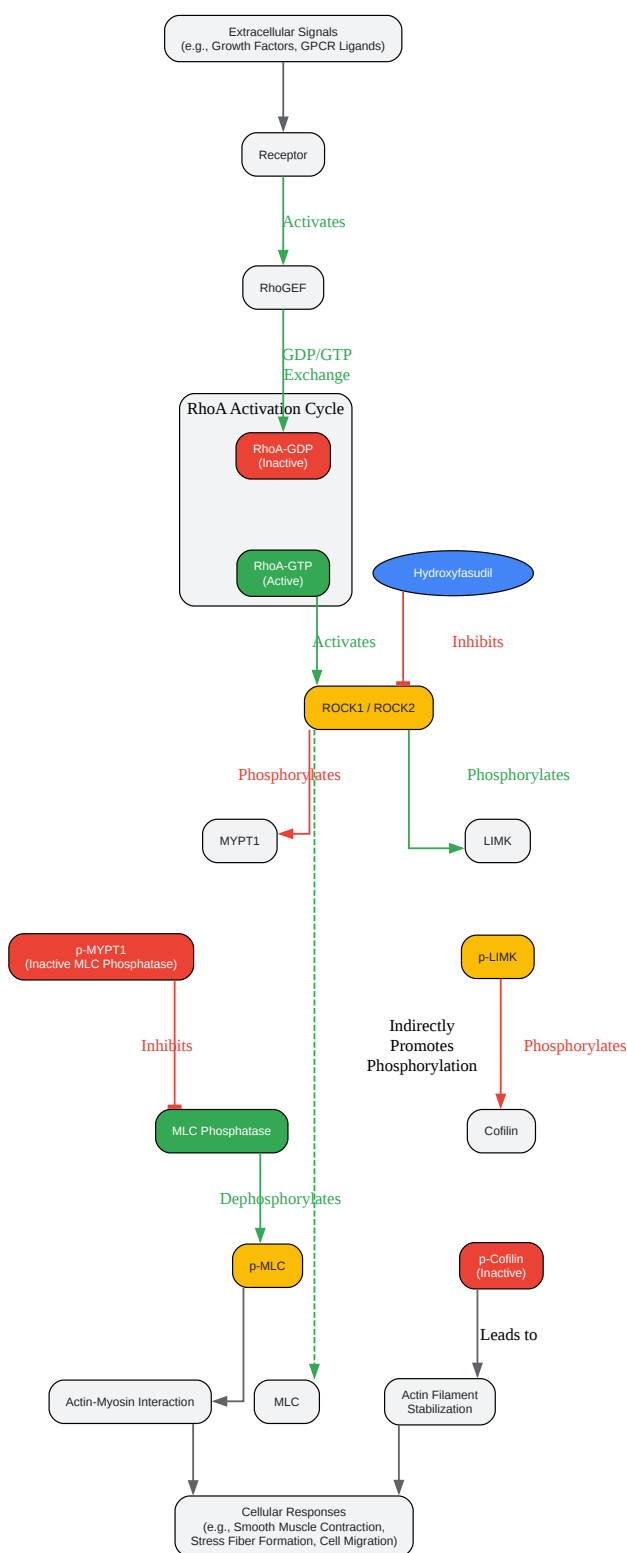 Extracellular Signals
(e.g., Growth Factors, GPCR Ligands)
Receptor
Activates
RhoGEF
GDP/GTP
Exchange
RhoA Activation Cycle
RhoA-GDP
(Inactive)
RhoA-GTP
(Active)
Hydroxyfasudil
Activates
Inhibits
ROCK1 / ROCK2
Phosphorylates
Phosphorylates
MYPT1
LIMK
p-MYPT1
(Inactive MLC Phosphatase)
p-LIMK
Inhibits
Indirectly
Promotes
Phosphorylation
Phosphorylates
MLC Phosphatase
Cofilin
Dephosphorylates
p-MLC
p-Cofilin
(Inactive)
Leads to
Actin-Myosin Interaction
MLC
Actin Filament
Stabilization
Cellular Responses
(e.g., Smooth Muscle Contraction,
Stress Fiber Formation, Cell Migration)